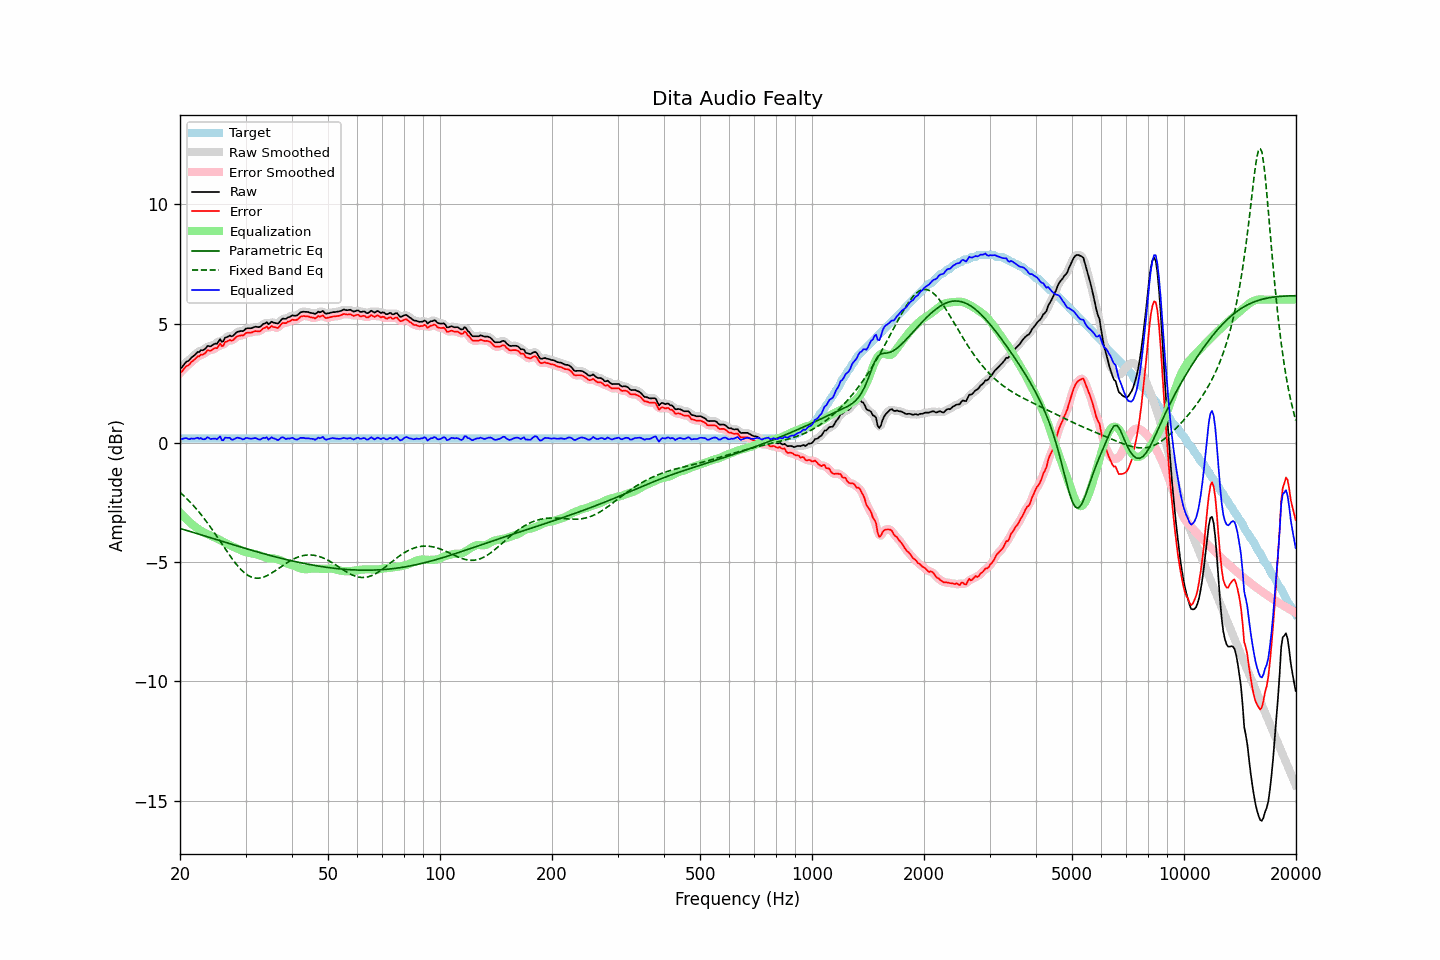 Dita Audio Fealty
Target
Raw Smoothed
Error Smoothed
Raw
Error
Equalization
Parametric Eq
Fixed Band Eq
Equalized
Amplitude (dBr)
10
5
0
−5
−10
−15
20 50 100 200 500 1000 2000 5000 10000 20000
Frequency (Hz)